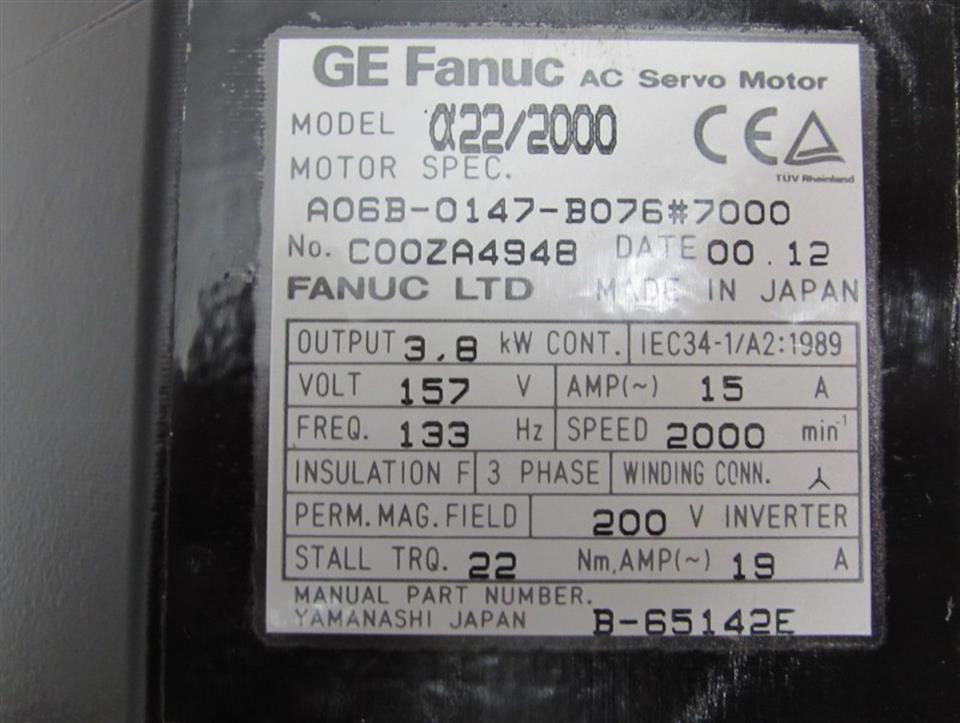 GE Fanuc AC Servo Motor
MODEL α22/2000
CE
TÜV Rheinland
MOTOR SPEC.
A06B-0147-B076#7000
No. C00ZA4948 DATE 00.12
FANUC LTD MADE IN JAPAN
OUTPUT 3.8 kW CONT. IEC34-1/A2:1989
VOLT 157 V AMP(~) 15 A
FREQ. 133 Hz SPEED 2000 min⁻¹
INSULATION F 3 PHASE WINDING CONN. ⅄
PERM.MAG.FIELD 200 V INVERTER
STALL TRQ. 22 Nm,AMP(~) 19 A
MANUAL PART NUMBER.
YAMANASHI JAPAN B-65142E